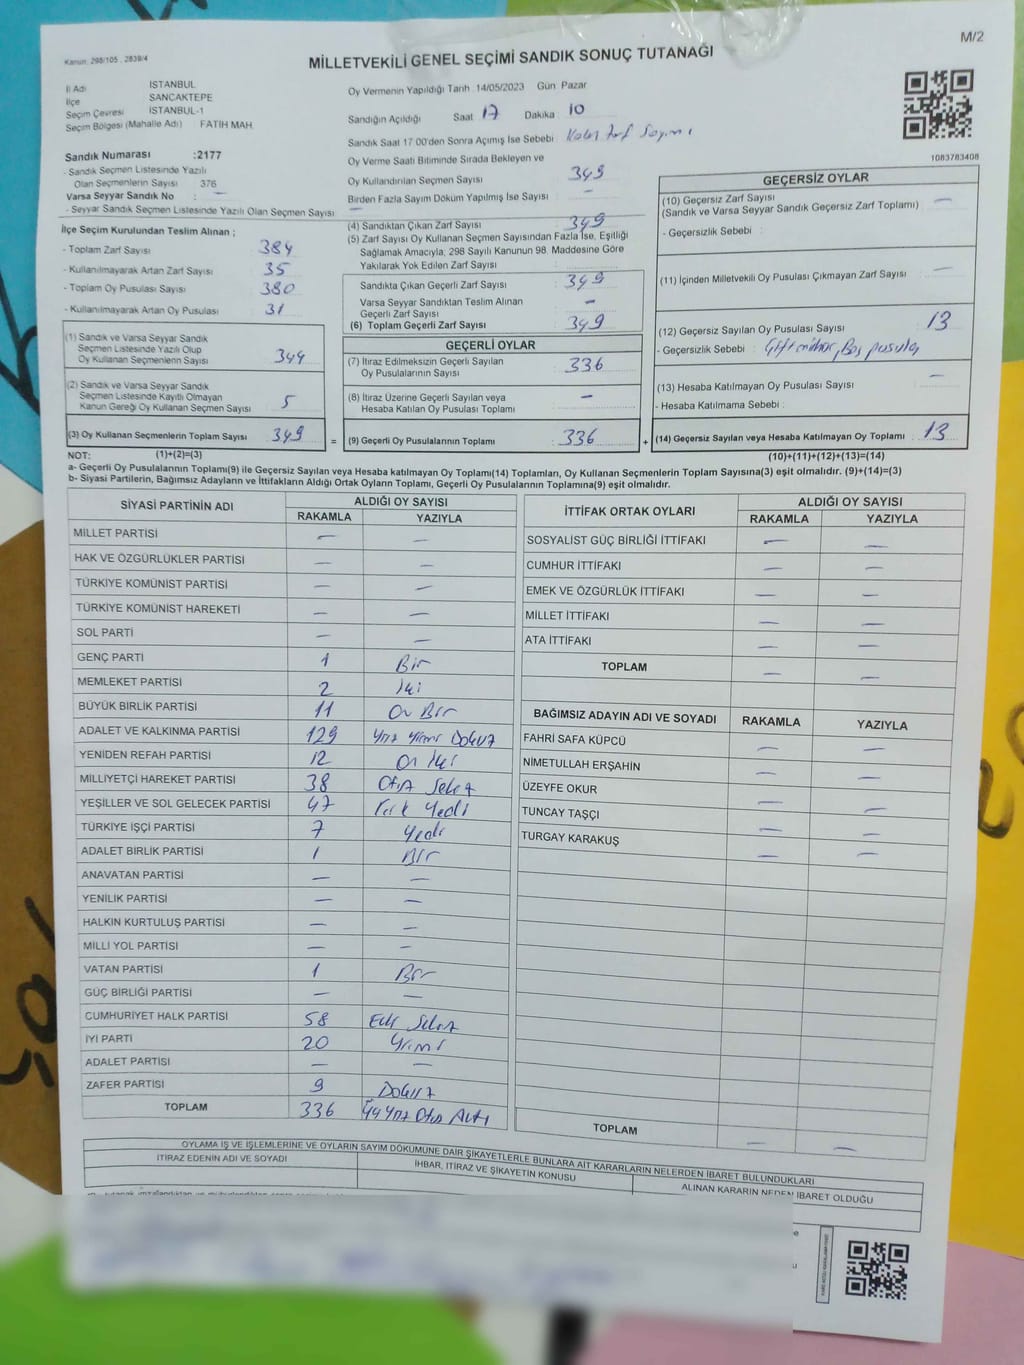 M/2
Kanun: 298/105 , 2839/4
MİLLETVEKİLİ GENEL SEÇİMİ SANDIK SONUÇ TUTANAĞI
İl Adı İSTANBUL
İlçe SANCAKTEPE
Seçim Çevresi İSTANBUL-1
Seçim Bölgesi (Mahalle Adı) : FATİH MAH.
Sandık Numarası :2177
- Sandık Seçmen Listesinde Yazılı
Olan Seçmenlerin Sayısı : 376
Varsa Seyyar Sandık No : —
- Seyyar Sandık Seçmen Listesinde Yazılı Olan Seçmen Sayısı : —
Oy Vermenin Yapıldığı Tarih : 14/05/2023 Gün : Pazar
Sandığın Açıldığı Saat : 17 Dakika : 10
Sandık Saat 17.00'den Sonra Açılmış İse Sebebi : Zarf Sayımı
Oy Verme Saati Bitiminde Sırada Bekleyen ve
Oy Kullandırılan Seçmen Sayısı : 349
Birden Fazla Sayım Döküm Yapılmış İse Sayısı : —
1083783408
İlçe Seçim Kurulundan Teslim Alınan ;
- Toplam Zarf Sayısı : 384
- Kullanılmayarak Artan Zarf Sayısı : 35
- Toplam Oy Pusulası Sayısı : 380
- Kullanılmayarak Artan Oy Pusulası : 31
(1) Sandık ve Varsa Seyyar Sandık
Seçmen Listesinde Yazılı Olup
Oy Kullanan Seçmenlerin Sayısı : 344
(2) Sandık ve Varsa Seyyar Sandık
Seçmen Listesinde Kayıtlı Olmayan
Kanun Gereği Oy Kullanan Seçmen Sayısı : 5
(3) Oy Kullanan Seçmenlerin Toplam Sayısı : 349
(4) Sandıktan Çıkan Zarf Sayısı : 349
(5) Zarf Sayısı Oy Kullanan Seçmen Sayısından Fazla İse, Eşitliği
Sağlamak Amacıyla; 298 Sayılı Kanunun 98. Maddesine Göre
Yakılarak Yok Edilen Zarf Sayısı :
Sandıkta Çıkan Geçerli Zarf Sayısı : 349
Varsa Seyyar Sandıktan Teslim Alınan
Geçerli Zarf Sayısı : —
(6) Toplam Geçerli Zarf Sayısı : 349
GEÇERLİ OYLAR
(7) İtiraz Edilmeksizin Geçerli Sayılan
Oy Pusulalarının Sayısı : 336
(8) İtiraz Üzerine Geçerli Sayılan veya
Hesaba Katılan Oy Pusulası Toplamı : —
= (9) Geçerli Oy Pusulalarının Toplamı : 336
GEÇERSİZ OYLAR
(10) Geçersiz Zarf Sayısı : —
(Sandık ve Varsa Seyyar Sandık Geçersiz Zarf Toplamı)
- Geçersizlik Sebebi :
(11) İçinden Milletvekili Oy Pusulası Çıkmayan Zarf Sayısı : —
(12) Geçersiz Sayılan Oy Pusulası Sayısı : 13
- Geçersizlik Sebebi : Çift mühür, Boş pusula
(13) Hesaba Katılmayan Oy Pusulası Sayısı : —
- Hesaba Katılmama Sebebi :
+ (14) Geçersiz Sayılan veya Hesaba Katılmayan Oy Toplamı : 13
NOT: (1)+(2)=(3) (10)+(11)+(12)+(13)=(14)
a- Geçerli Oy Pusulalarının Toplamı(9) ile Geçersiz Sayılan veya Hesaba katılmayan Oy Toplamı(14) Toplamları, Oy Kullanan Seçmenlerin Toplam Sayısına(3) eşit olmalıdır. (9)+(14)=(3)
b- Siyasi Partilerin, Bağımsız Adayların ve İttifakların Aldığı Ortak Oyların Toplamı, Geçerli Oy Pusulalarının Toplamına(9) eşit olmalıdır.
SİYASİ PARTİNİN ADI ALDIĞI OY SAYISI
RAKAMLA YAZIYLA
MİLLET PARTİSİ — —
HAK VE ÖZGÜRLÜKLER PARTİSİ — —
TÜRKİYE KOMÜNİST PARTİSİ — —
TÜRKİYE KOMÜNİST HAREKETİ — —
SOL PARTİ — —
GENÇ PARTİ 1 Bir
MEMLEKET PARTİSİ 2 İki
BÜYÜK BİRLİK PARTİSİ 11 On Bir
ADALET VE KALKINMA PARTİSİ 129 Yüz Yirmi Dokuz
YENİDEN REFAH PARTİSİ 12 On İki
MİLLİYETÇİ HAREKET PARTİSİ 38 Otuz Sekiz
YEŞİLLER VE SOL GELECEK PARTİSİ 47 Kırk Yedi
TÜRKİYE İŞÇİ PARTİSİ 7 Yedi
ADALET BİRLİK PARTİSİ 1 Bir
ANAVATAN PARTİSİ — —
YENİLİK PARTİSİ — —
HALKIN KURTULUŞ PARTİSİ — —
MİLLİ YOL PARTİSİ — —
VATAN PARTİSİ 1 Bir
GÜÇ BİRLİĞİ PARTİSİ — —
CUMHURİYET HALK PARTİSİ 58 Elli Sekiz
İYİ PARTİ 20 Yirmi
ADALET PARTİSİ — —
ZAFER PARTİSİ 9 Dokuz
TOPLAM 336 Üç Yüz Otuz Altı
İTTİFAK ORTAK OYLARI ALDIĞI OY SAYISI
RAKAMLA YAZIYLA
SOSYALİST GÜÇ BİRLİĞİ İTTİFAKI — —
CUMHUR İTTİFAKI — —
EMEK VE ÖZGÜRLÜK İTTİFAKI — —
MİLLET İTTİFAKI — —
ATA İTTİFAKI — —
TOPLAM — —
BAĞIMSIZ ADAYIN ADI VE SOYADI RAKAMLA YAZIYLA
FAHRİ SAFA KÜPCÜ — —
NİMETULLAH ERŞAHİN — —
ÜZEYFE OKUR — —
TUNCAY TAŞÇI — —
TURGAY KARAKUŞ — —
TOPLAM — —
OYLAMA İŞ VE İŞLEMLERİNE VE OYLARIN SAYIM DÖKÜMÜNE DAİR ŞİKAYETLERLE BUNLARA AİT KARARLARIN NELERDEN İBARET BULUNDUKLARI
İTİRAZ EDENİN ADI VE SOYADI İHBAR, İTİRAZ VE ŞİKAYETİN KONUSU ALINAN KARARIN NEDEN İBARET OLDUĞU